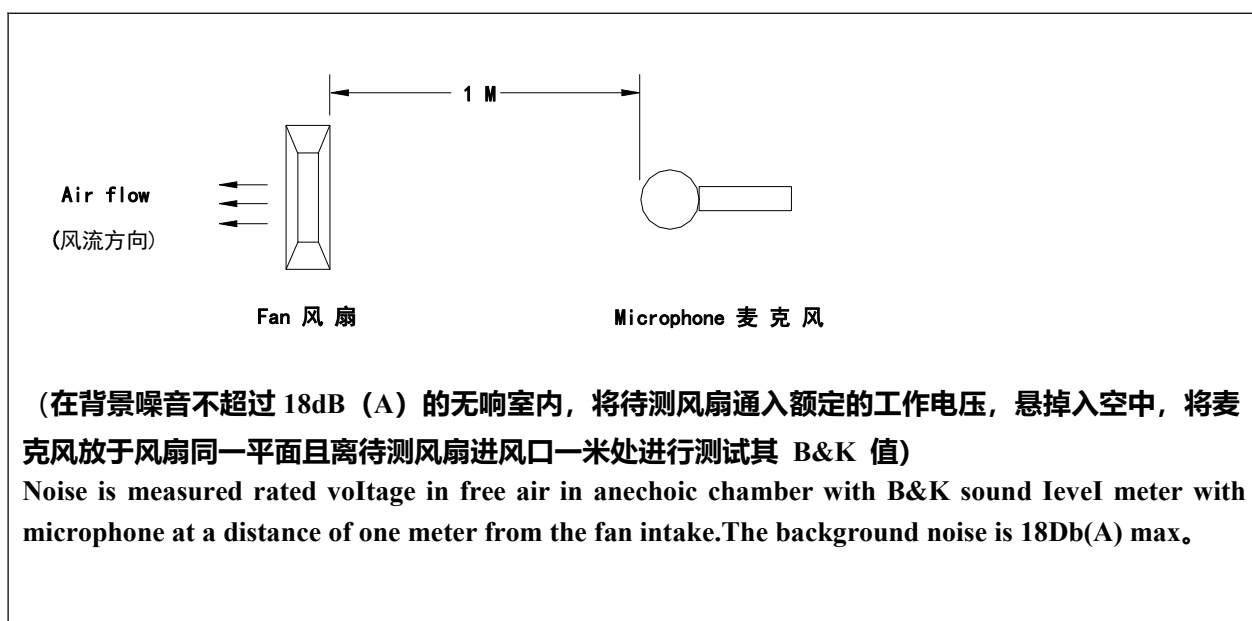 1 M
Air flow
(风流方向)
Fan 风 扇
Microphone 麦 克 风
（在背景噪音不超过 18dB（A）的无响室内，将待测风扇通入额定的工作电压，悬掉入空中，将麦
克风放于风扇同一平面且离待测风扇进风口一米处进行测试其 B&K 值)
Noise is measured rated voItage in free air in anechoic chamber with B&K sound IeveI meter with
microphone at a distance of one meter from the fan intake.The background noise is 18Db(A) max。